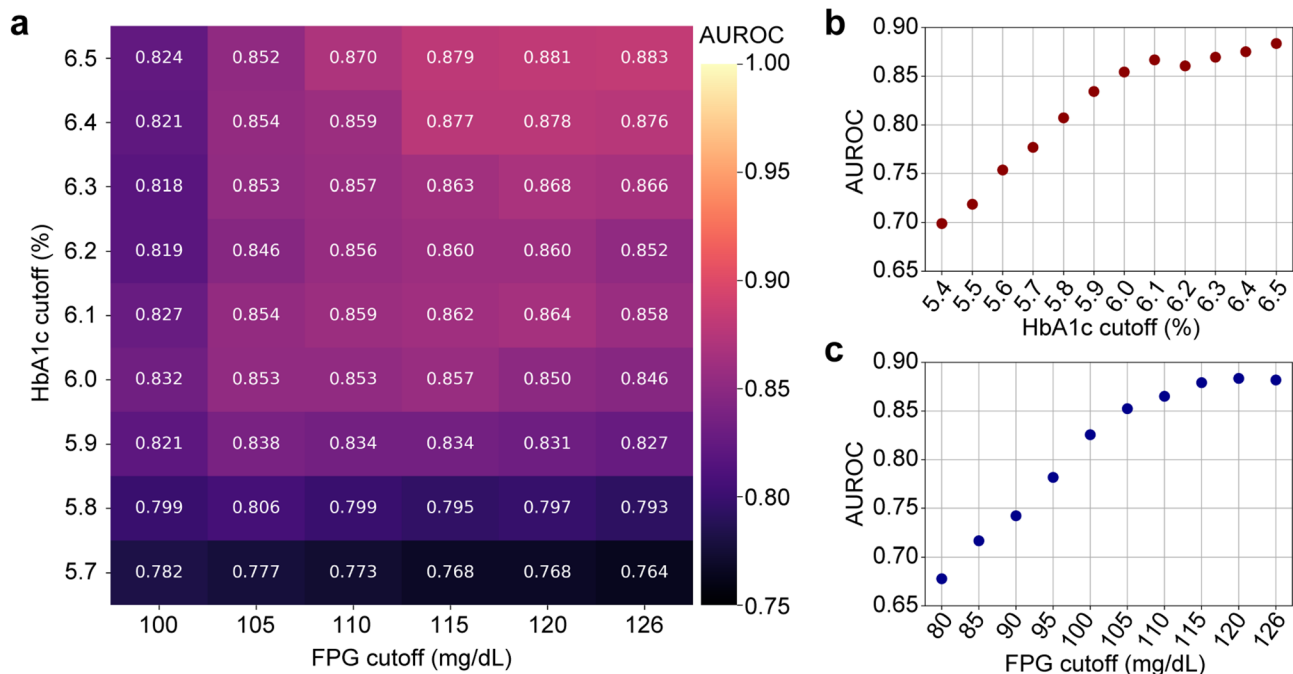 a
AUROC
6.5 0.824 0.852 0.870 0.879 0.881 0.883
6.4 0.821 0.854 0.859 0.877 0.878 0.876
6.3 0.818 0.853 0.857 0.863 0.868 0.866
6.2 0.819 0.846 0.856 0.860 0.860 0.852
6.1 0.827 0.854 0.859 0.862 0.864 0.858
6.0 0.832 0.853 0.853 0.857 0.850 0.846
5.9 0.821 0.838 0.834 0.834 0.831 0.827
5.8 0.799 0.806 0.799 0.795 0.797 0.793
5.7 0.782 0.777 0.773 0.768 0.768 0.764
HbA1c cutoff (%)
100 105 110 115 120 126
FPG cutoff (mg/dL)
1.00
0.95
0.90
0.85
0.80
0.75
b
0.90
0.85
0.80
0.75
0.70
0.65
AUROC
5.4 5.5 5.6 5.7 5.8 5.9 6.0 6.1 6.2 6.3 6.4 6.5
HbA1c cutoff (%)
c
0.90
0.85
0.80
0.75
0.70
0.65
AUROC
80 85 90 95 100 105 110 115 120 126
FPG cutoff (mg/dL)